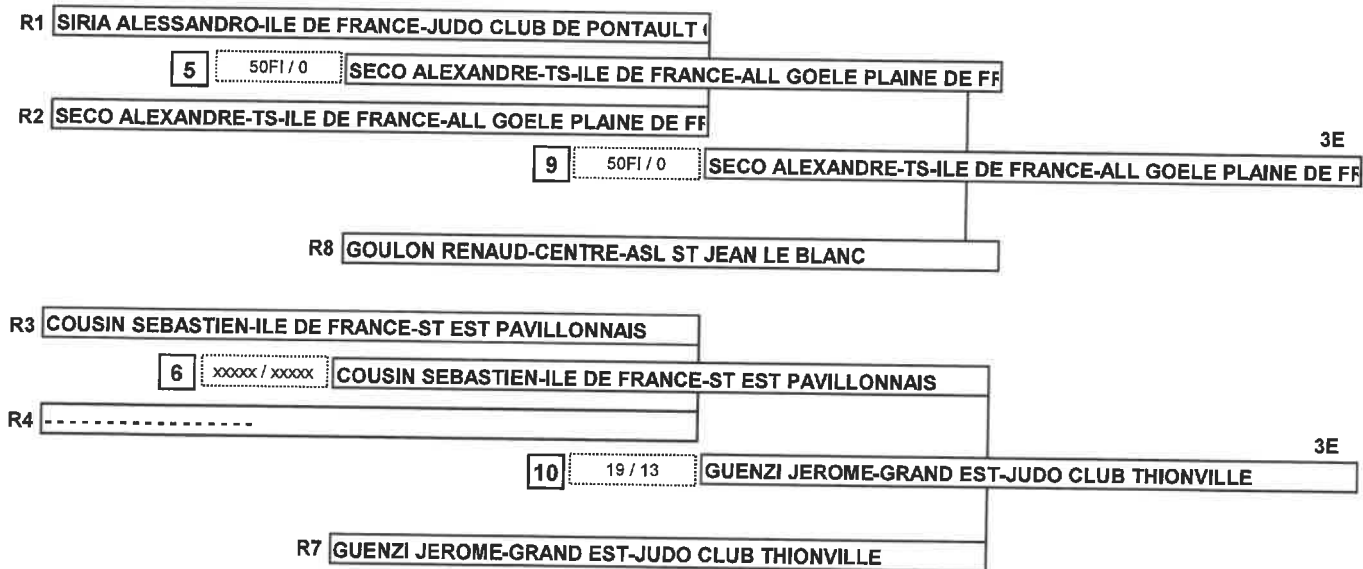 R1 SIRIA ALESSANDRO-ILE DE FRANCE-JUDO CLUB DE PONTAULT
5 50FI / 0 SECO ALEXANDRE-TS-ILE DE FRANCE-ALL GOELE PLAINE DE FF
R2 SECO ALEXANDRE-TS-ILE DE FRANCE-ALL GOELE PLAINE DE FF
3E
9 50FI / 0 SECO ALEXANDRE-TS-ILE DE FRANCE-ALL GOELE PLAINE DE FF
R8 GOULON RENAUD-CENTRE-ASL ST JEAN LE BLANC
R3 COUSIN SEBASTIEN-ILE DE FRANCE-ST EST PAVILLONNAIS
6 xxxxx / xxxxx COUSIN SEBASTIEN-ILE DE FRANCE-ST EST PAVILLONNAIS
R4 -----------------
3E
10 19 / 13 GUENZI JEROME-GRAND EST-JUDO CLUB THIONVILLE
R7 GUENZI JEROME-GRAND EST-JUDO CLUB THIONVILLE